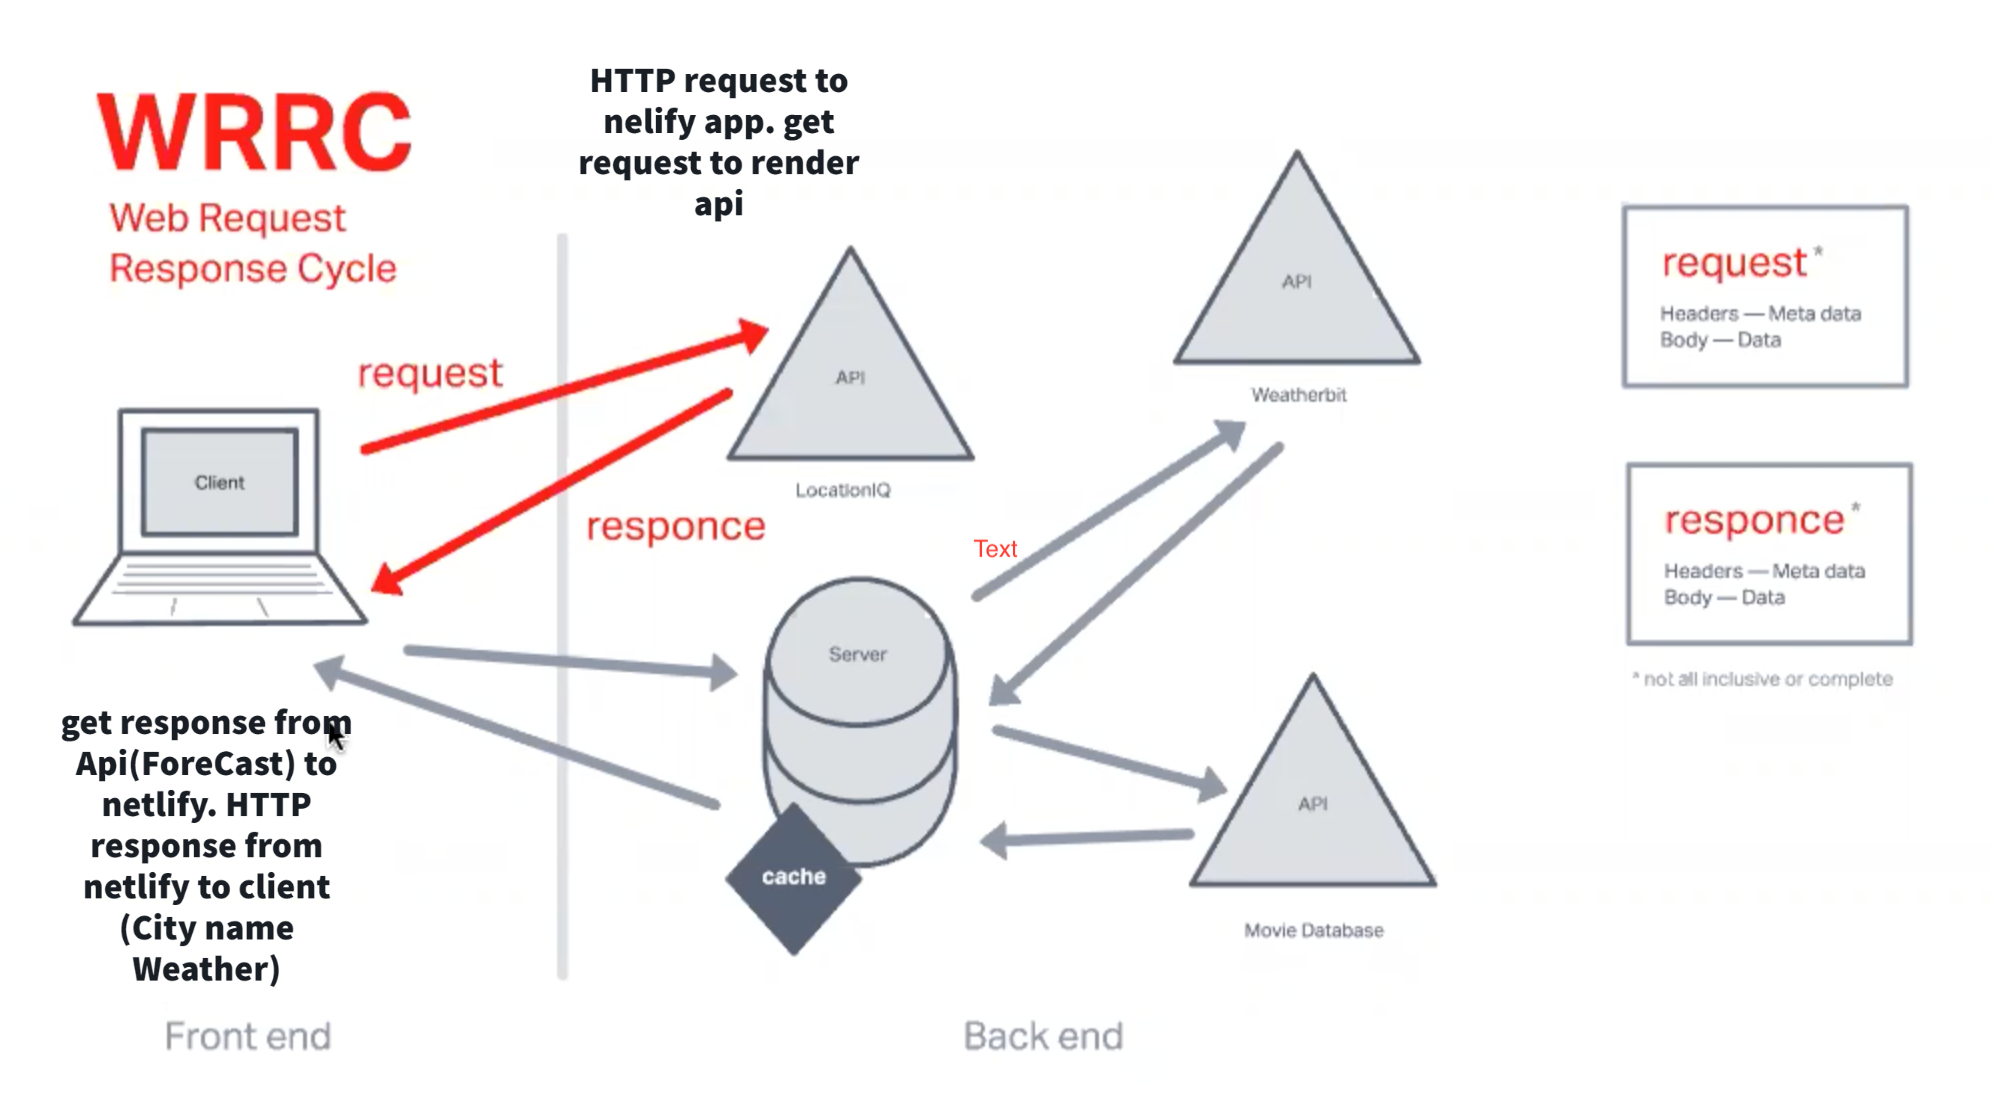 WRRC
Web Request
Response Cycle
HTTP request to
nelify app. get
request to render
api
request
API
LocationIQ
responce
Client
API
Weatherbit
Text
Server
cache
API
Movie Database
get response from
Api(ForeCast) to
netlify. HTTP
response from
netlify to client
(City name
Weather)
Front end
Back end
request*
Headers — Meta data
Body — Data
responce*
Headers — Meta data
Body — Data
* not all inclusive or complete